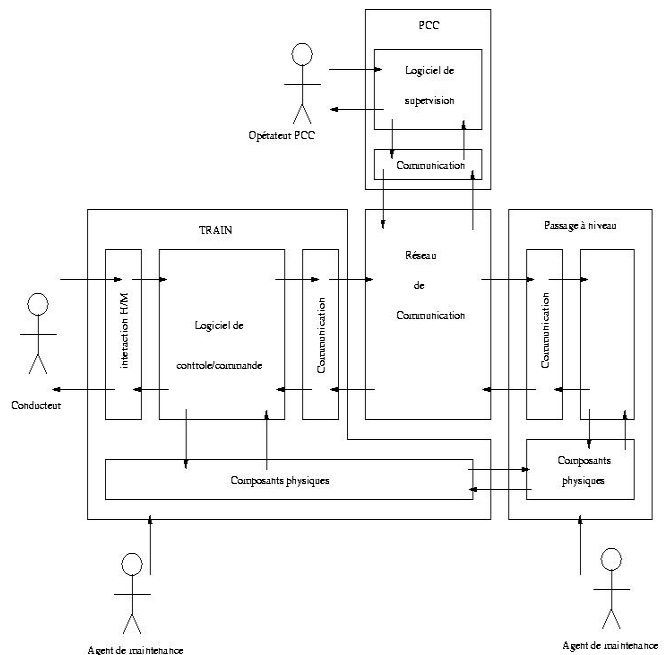 PCC
Logiciel de
supervision
Opérateur PCC
Communication
TRAIN
Passage à niveau
Réseau
de
Communication
interaction H/M
Logiciel de
controle/commande
Communication
Communication
Conducteur
Composants physiques
Composants
physiques
Agent de maintenance
Agent de maintenance